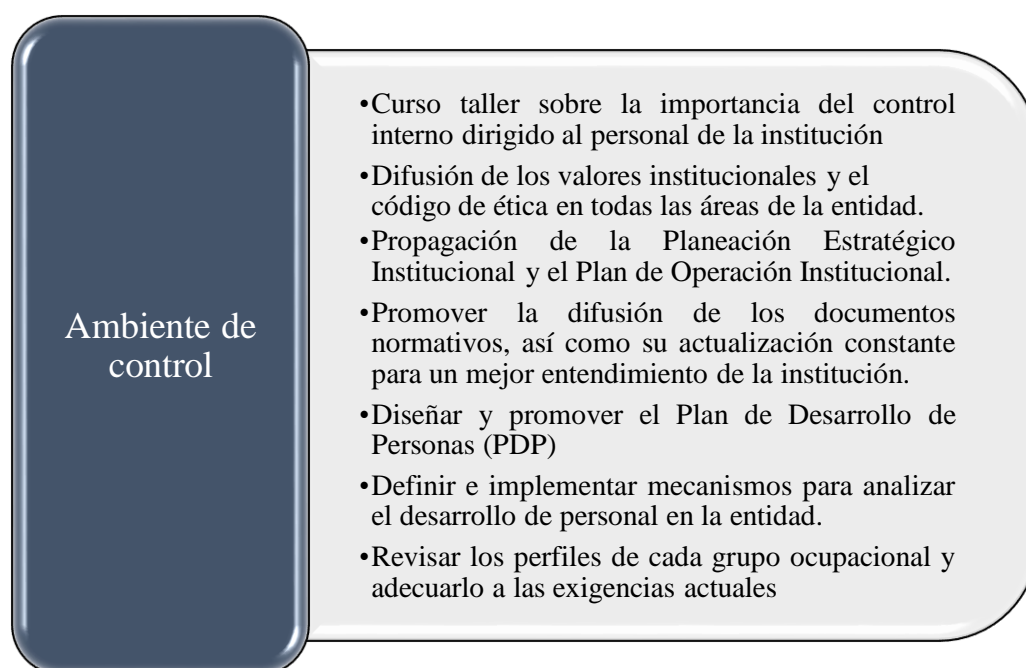 Ambiente de
control
•Curso taller sobre la importancia del control
interno dirigido al personal de la institución
•Difusión de los valores institucionales y el
código de ética en todas las áreas de la entidad.
•Propagación de la Planeación Estratégico
Institucional y el Plan de Operación Institucional.
•Promover la difusión de los documentos
normativos, así como su actualización constante
para un mejor entendimiento de la institución.
•Diseñar y promover el Plan de Desarrollo de
Personas (PDP)
•Definir e implementar mecanismos para analizar
el desarrollo de personal en la entidad.
•Revisar los perfiles de cada grupo ocupacional y
adecuarlo a las exigencias actuales